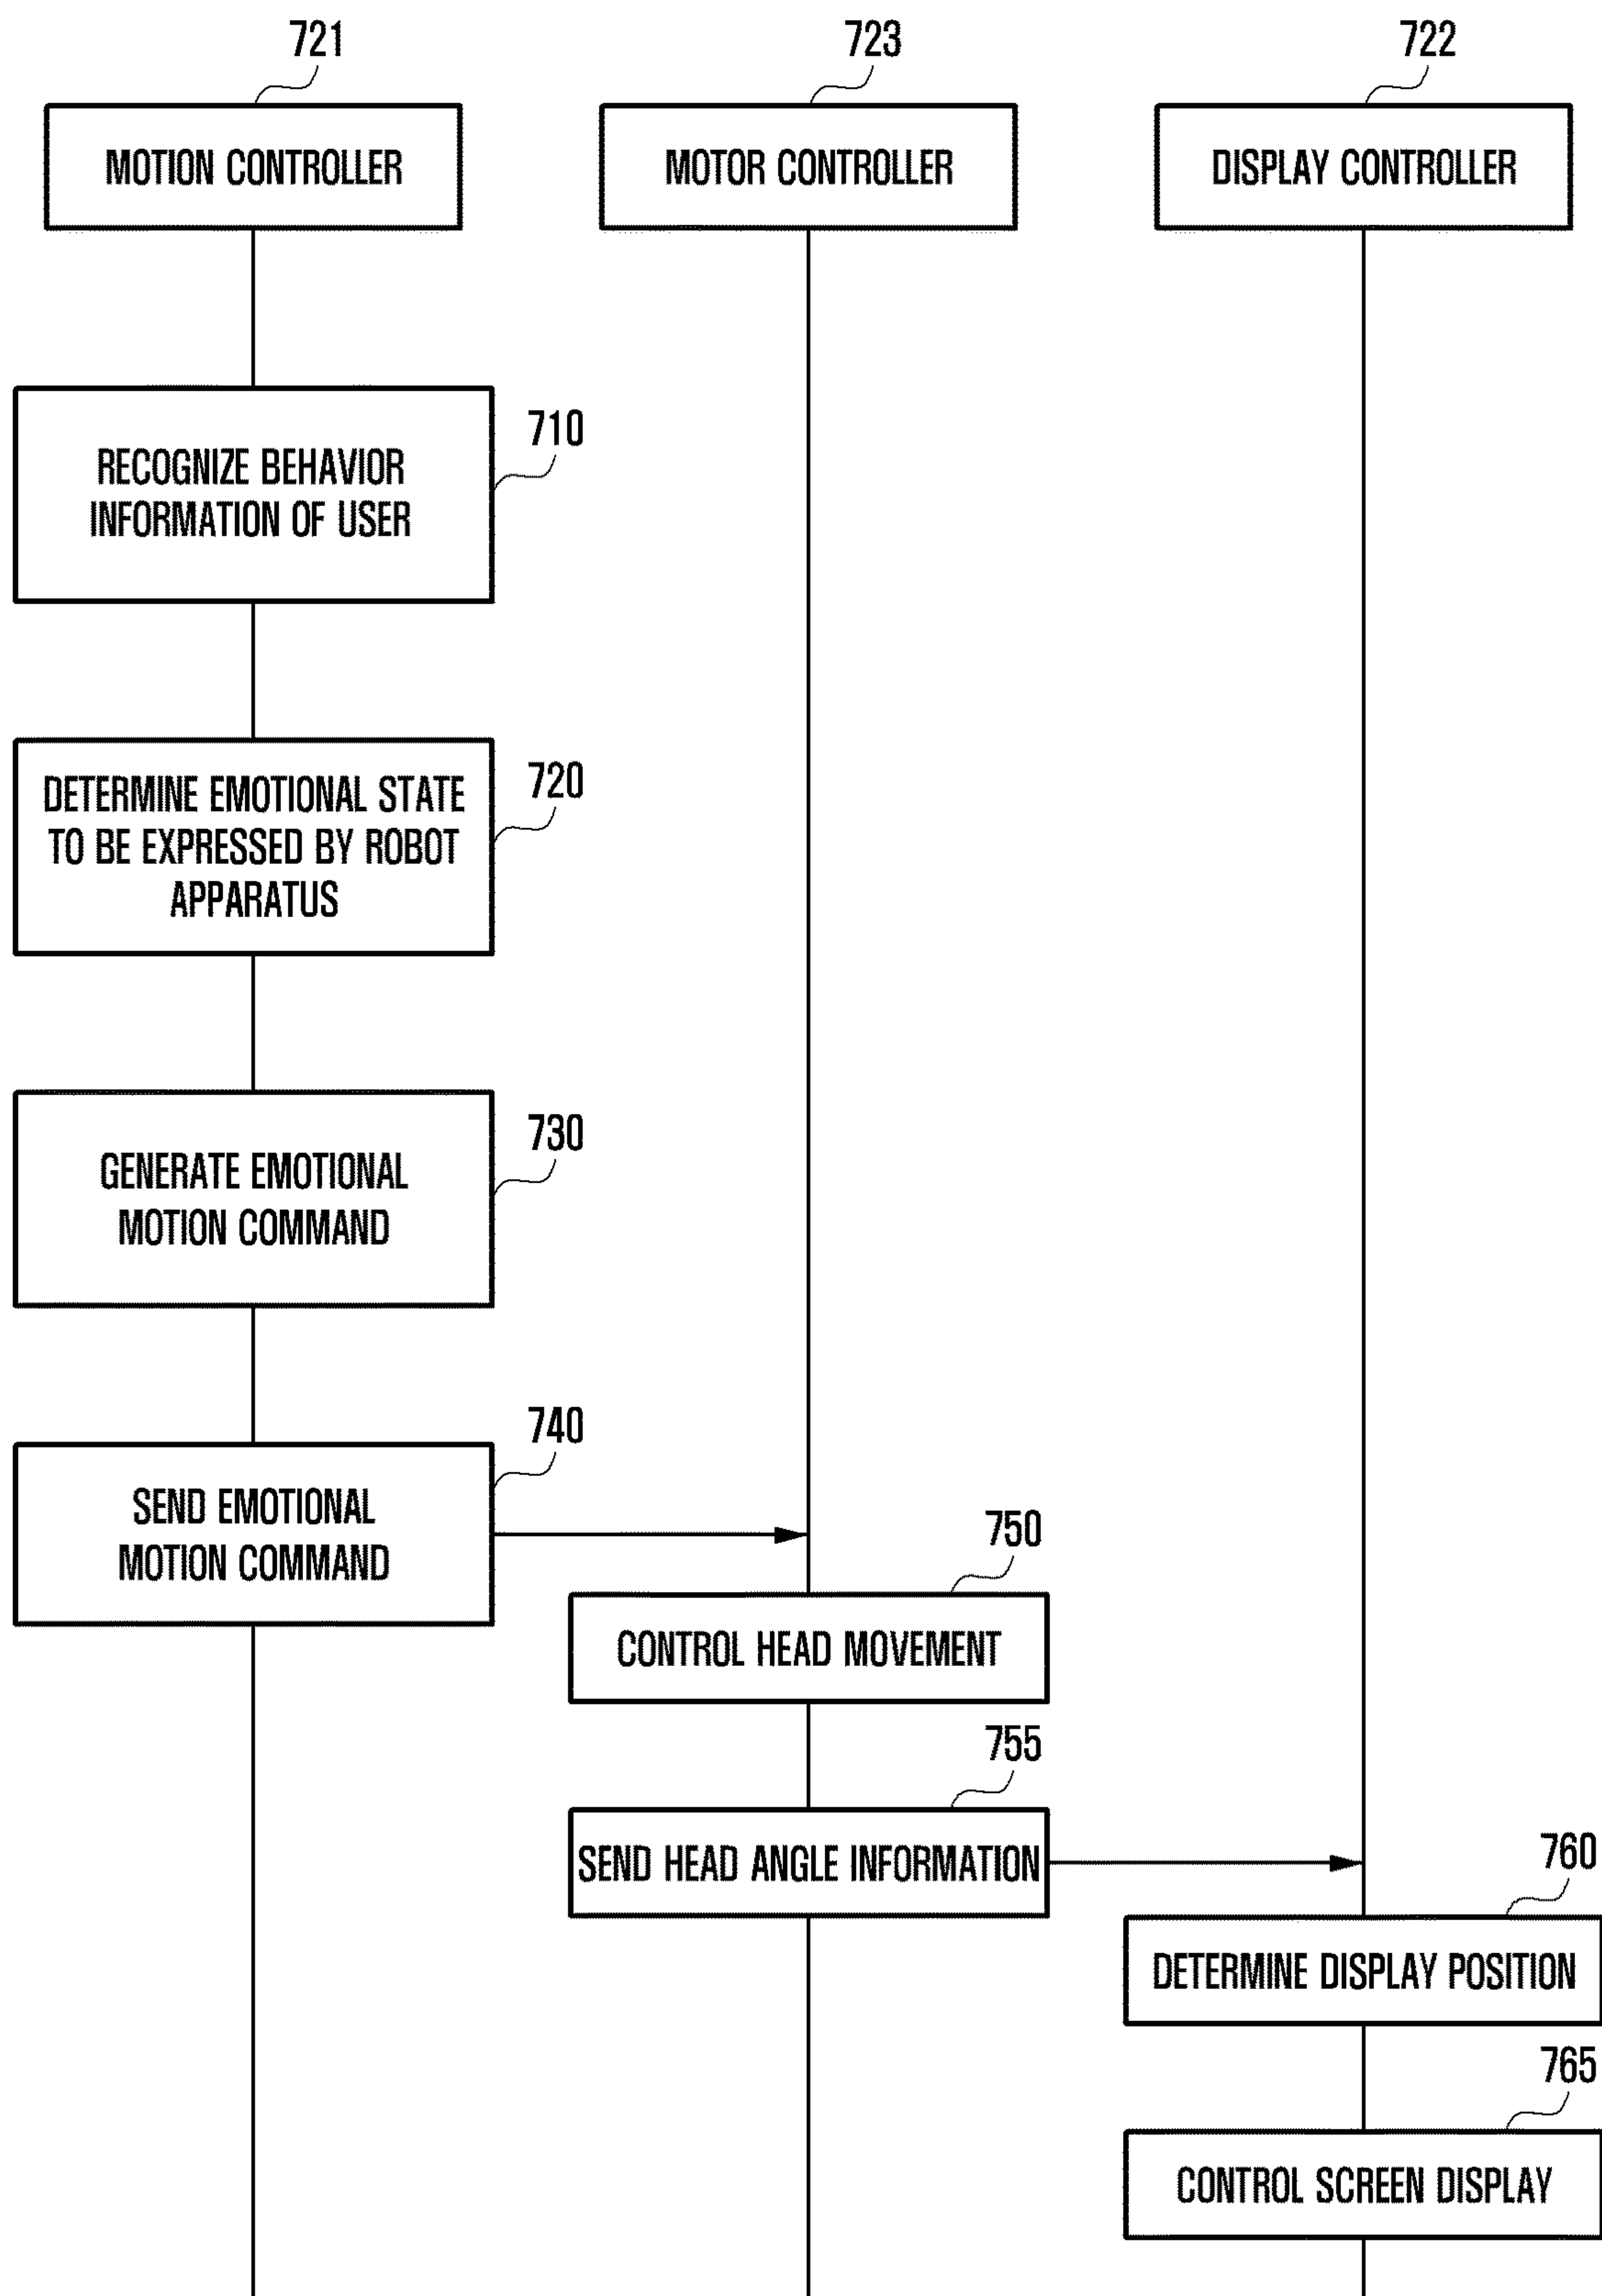 721
723
722
MOTION CONTROLLER
MOTOR CONTROLLER
DISPLAY CONTROLLER
710
RECOGNIZE BEHAVIOR
INFORMATION OF USER
720
DETERMINE EMOTIONAL STATE
TO BE EXPRESSED BY ROBOT
APPARATUS
730
GENERATE EMOTIONAL
MOTION COMMAND
740
SEND EMOTIONAL
MOTION COMMAND
750
CONTROL HEAD MOVEMENT
755
SEND HEAD ANGLE INFORMATION
760
DETERMINE DISPLAY POSITION
765
CONTROL SCREEN DISPLAY